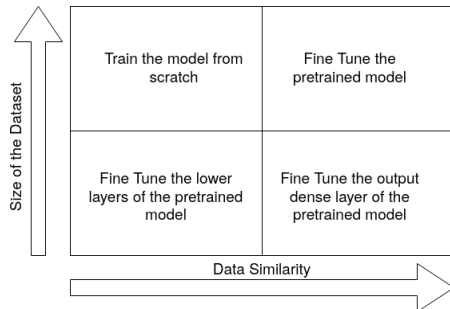 Size of the Dataset
Train the model from
scratch
Fine Tune the
pretrained model
Fine Tune the lower
layers of the pretrained
model
Fine Tune the output
dense layer of the
pretrained model
Data Similarity